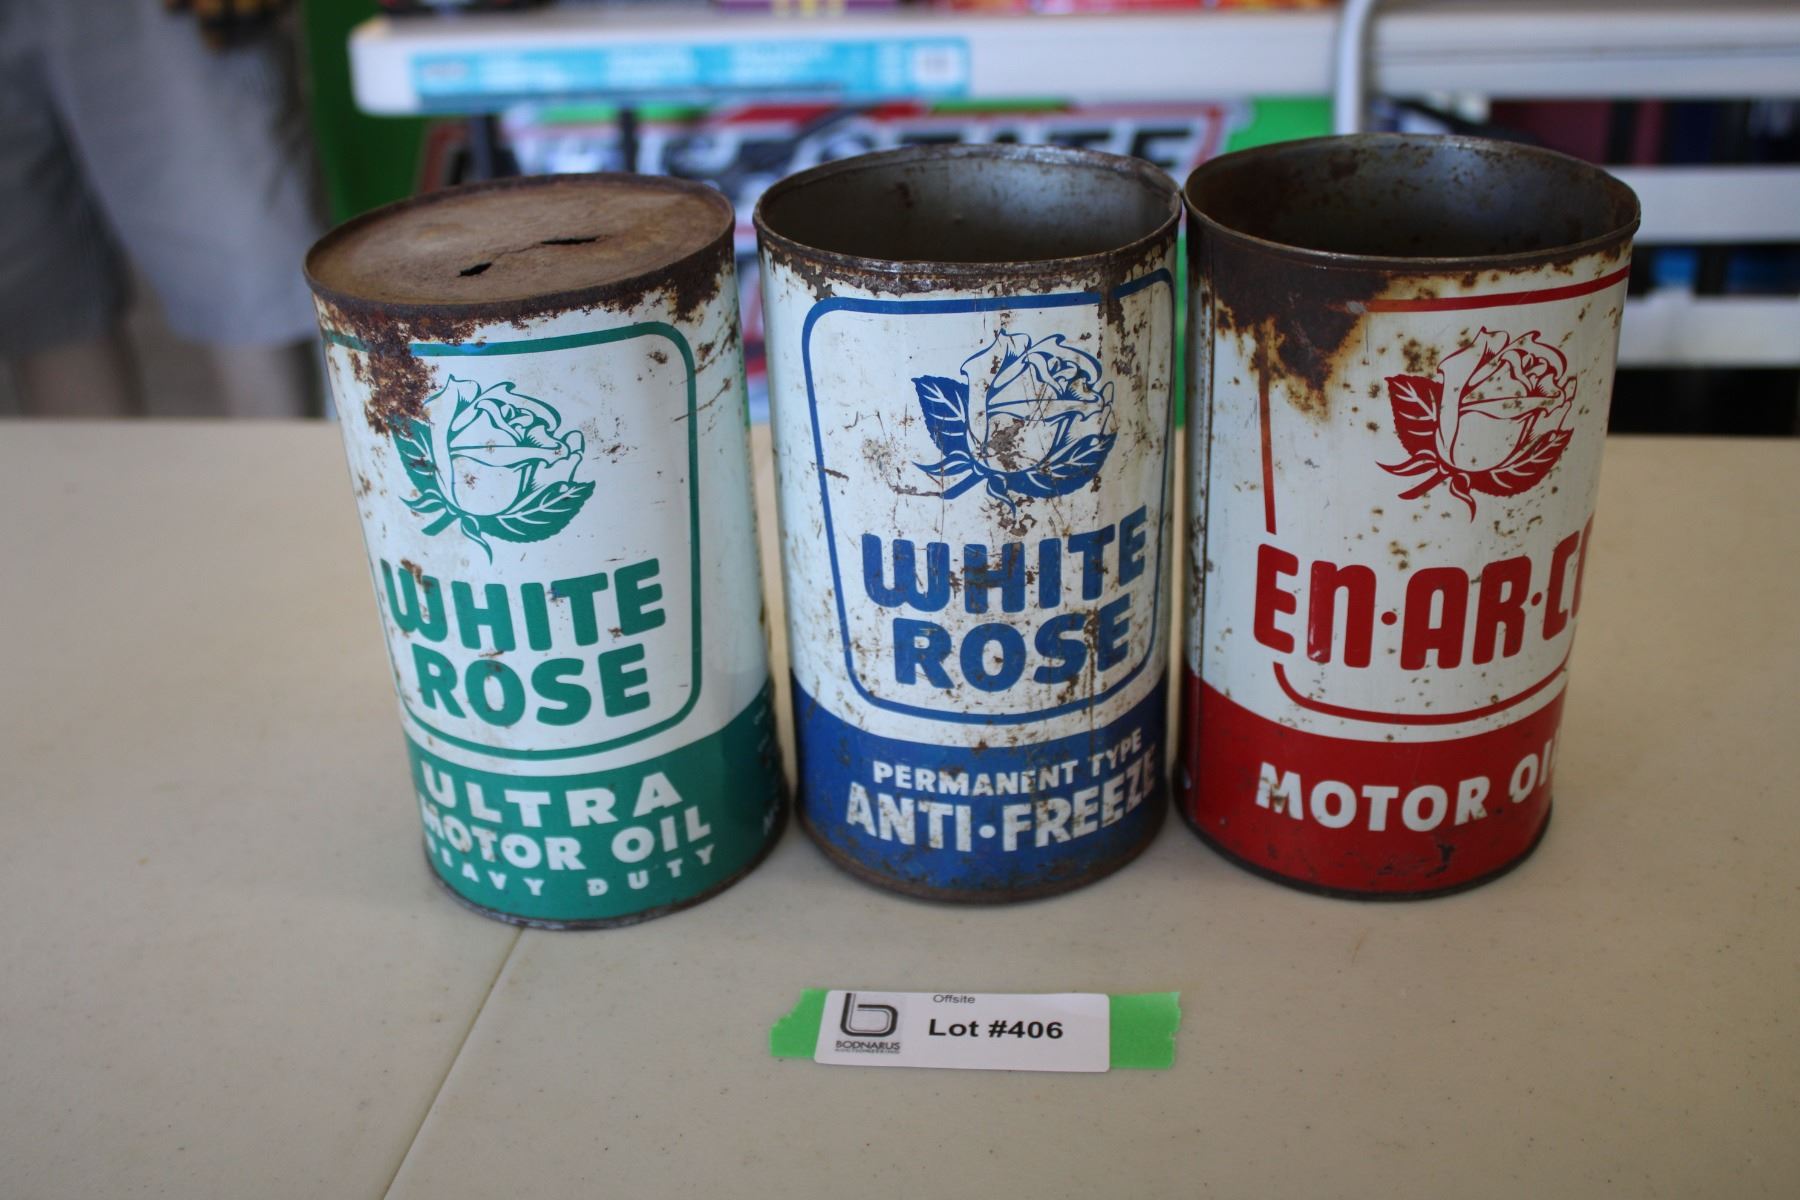 WHITE
ROSE
ULTRA
MOTOR OIL
HEAVY DUTY
WHITE
ROSE
PERMANENT TYPE
ANTI·FREEZE
EN·AR·CO
MOTOR OIL
Offsite
Lot #406
BODNARUS
AUCTIONEERING